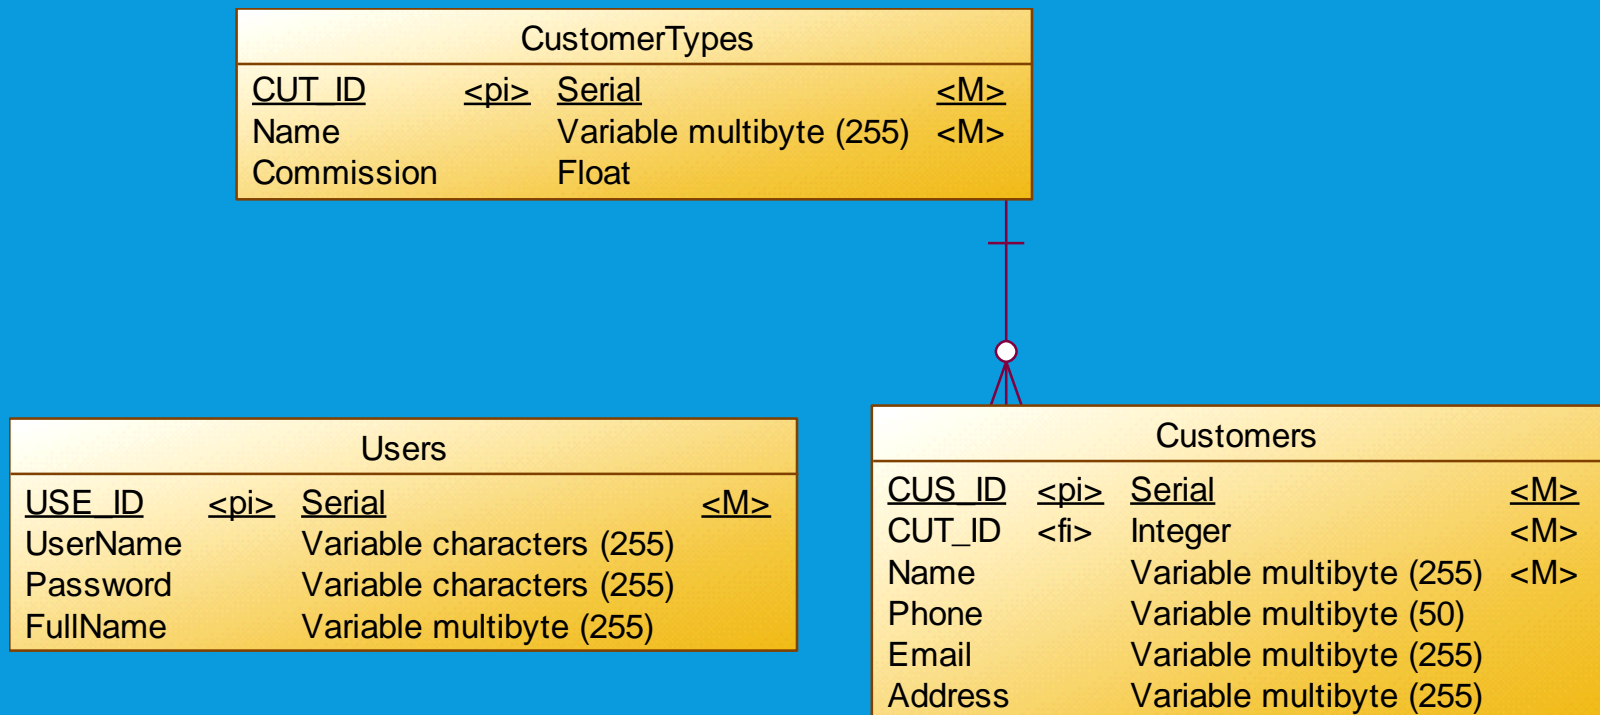 CustomerTypes
CUT_ID <pi> Serial <M>
Name Variable multibyte (255) <M>
Commission Float
Users
USE_ID <pi> Serial <M>
UserName Variable characters (255)
Password Variable characters (255)
FullName Variable multibyte (255)
Customers
CUS_ID <pi> Serial <M>
CUT_ID <fi> Integer <M>
Name Variable multibyte (255) <M>
Phone Variable multibyte (50)
Email Variable multibyte (255)
Address Variable multibyte (255)